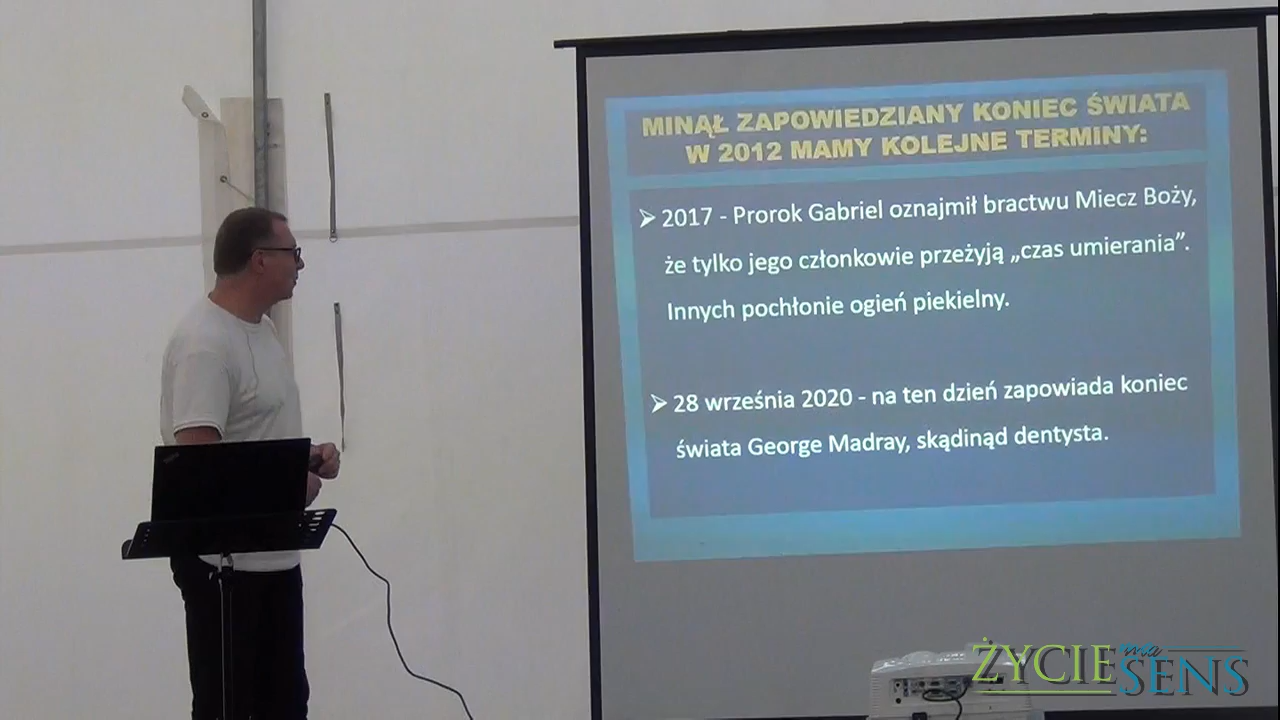 MINĄŁ ZAPOWIEDZIANY KONIEC ŚWIATA
W 2012 MAMY KOLEJNE TERMINY:
➢ 2017 - Prorok Gabriel oznajmił bractwu Miecz Boży,
że tylko jego członkowie przeżyją „czas umierania”.
Innych pochłonie ogień piekielny.
➢ 28 września 2020 - na ten dzień zapowiada koniec
świata George Madray, skądinąd dentysta.
ŻYCIE ma
SENS